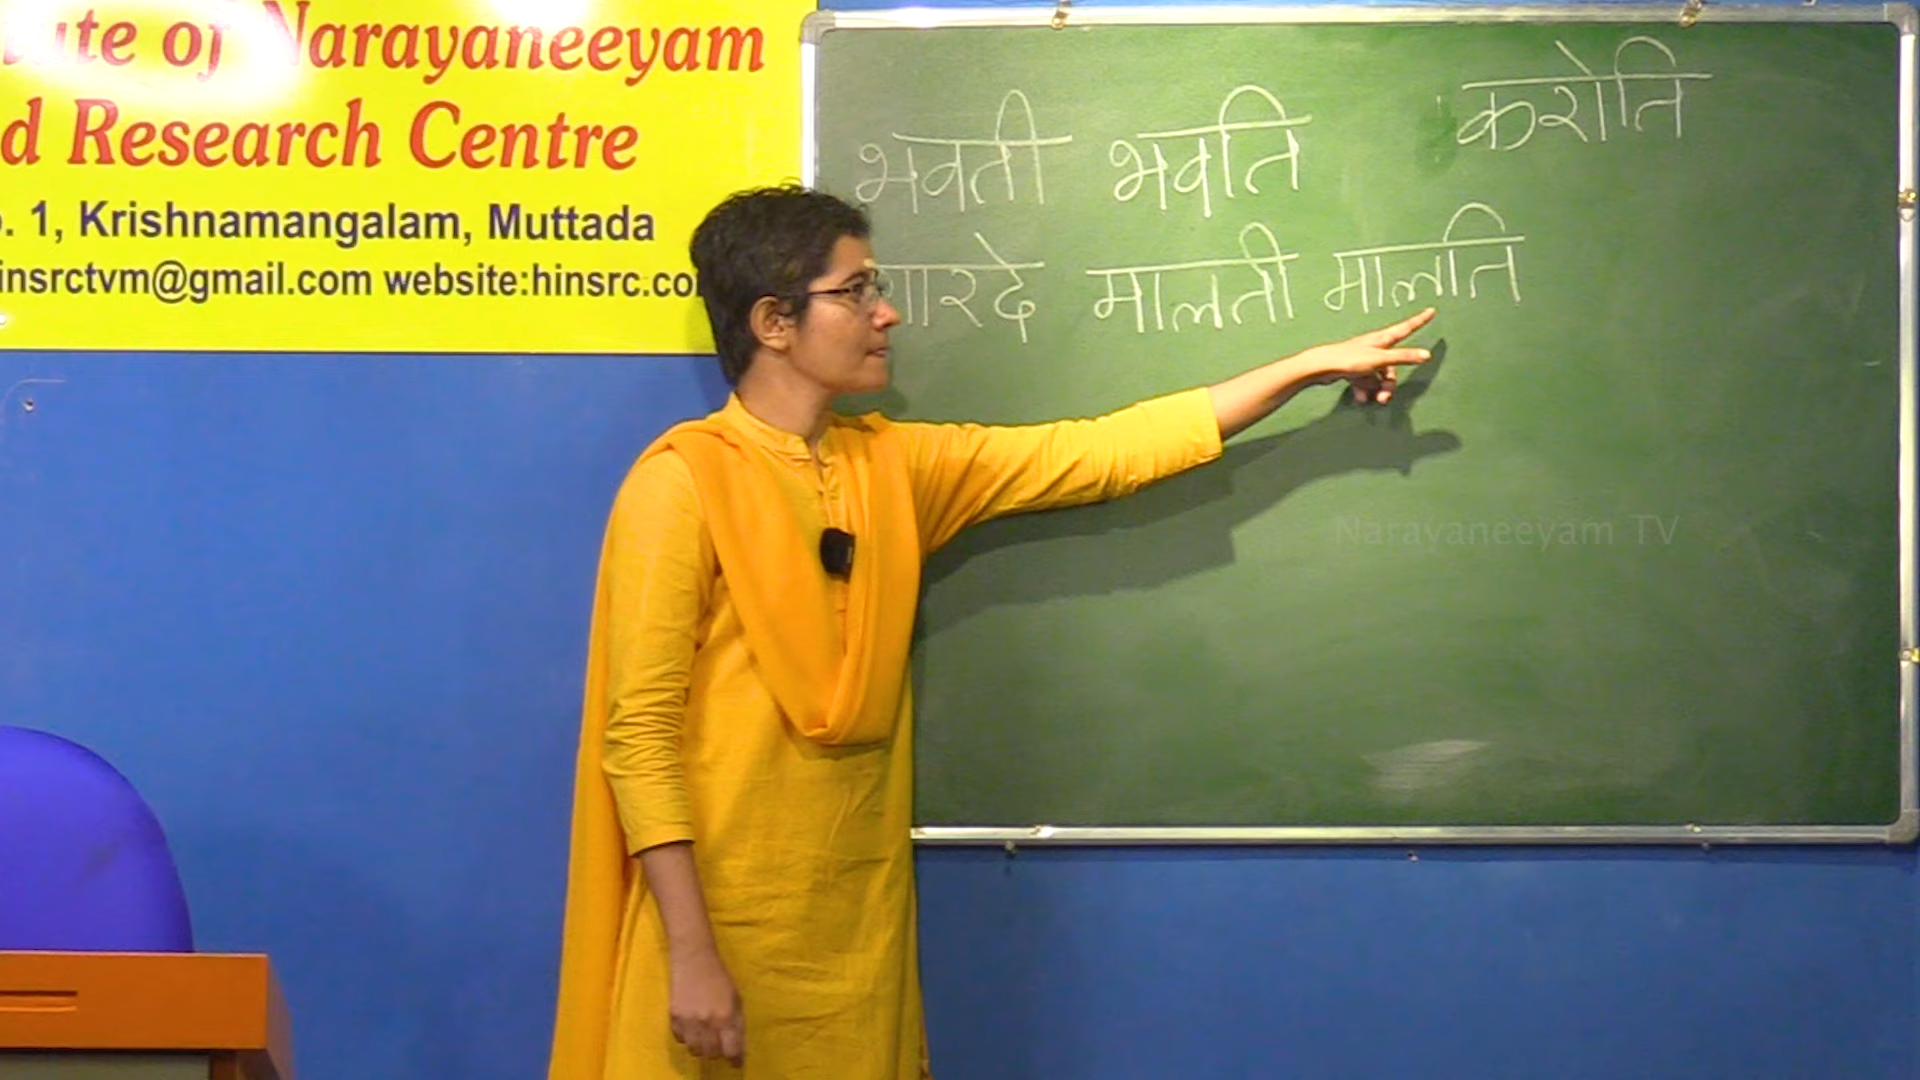 of Narayaneeyam
d Research Centre
. 1, Krishnamangalam, Muttada
insrctvm@gmail.com website:hinsrc.co
भवती भवति करोति
मालती मालति
Narayaneeyam TV